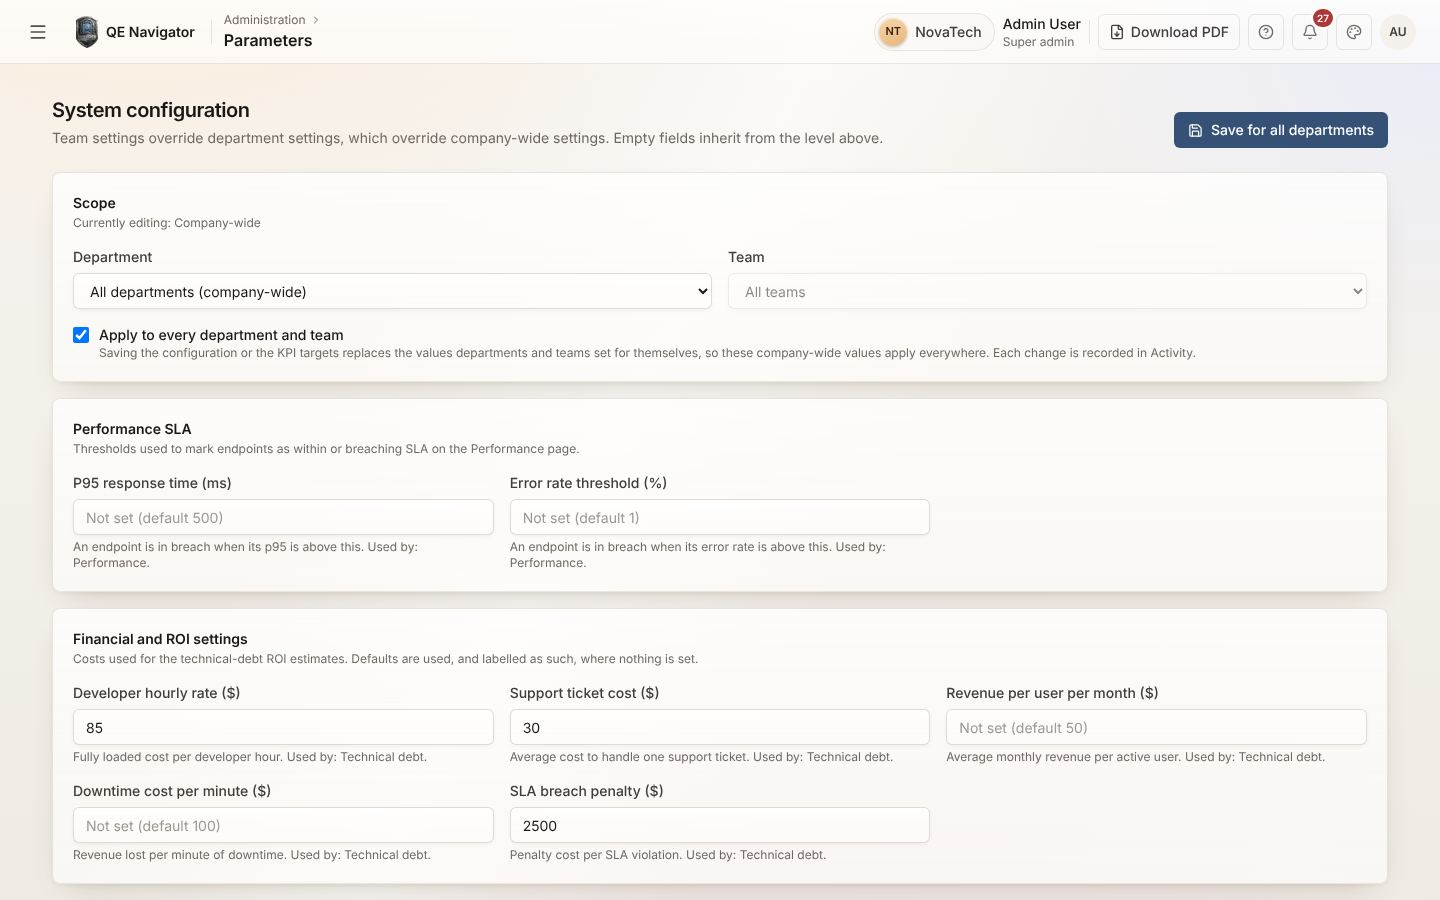 QE Navigator
Administration
Parameters
NT
NovaTech
Admin User
Super admin
Download PDF
27
AU
System configuration
Team settings override department settings, which override company-wide settings. Empty fields inherit from the level above.
Save for all departments
Scope
Currently editing: Company-wide
Department
Team
All departments (company-wide)
All teams
Apply to every department and team
Saving the configuration or the KPI targets replaces the values departments and teams set for themselves, so these company-wide values apply everywhere. Each change is recorded in Activity.
Performance SLA
Thresholds used to mark endpoints as within or breaching SLA on the Performance page.
P95 response time (ms)
Error rate threshold (%)
Not set (default 500)
Not set (default 1)
An endpoint is in breach when its p95 is above this. Used by:
Performance.
An endpoint is in breach when its error rate is above this. Used by:
Performance.
Financial and ROI settings
Costs used for the technical-debt ROI estimates. Defaults are used, and labelled as such, where nothing is set.
Developer hourly rate ($)
Support ticket cost ($)
Revenue per user per month ($)
85
30
Not set (default 50)
Fully loaded cost per developer hour. Used by: Technical debt.
Average cost to handle one support ticket. Used by: Technical debt.
Average monthly revenue per active user. Used by: Technical debt.
Downtime cost per minute ($)
SLA breach penalty ($)
Not set (default 100)
2500
Revenue lost per minute of downtime. Used by: Technical debt.
Penalty cost per SLA violation. Used by: Technical debt.